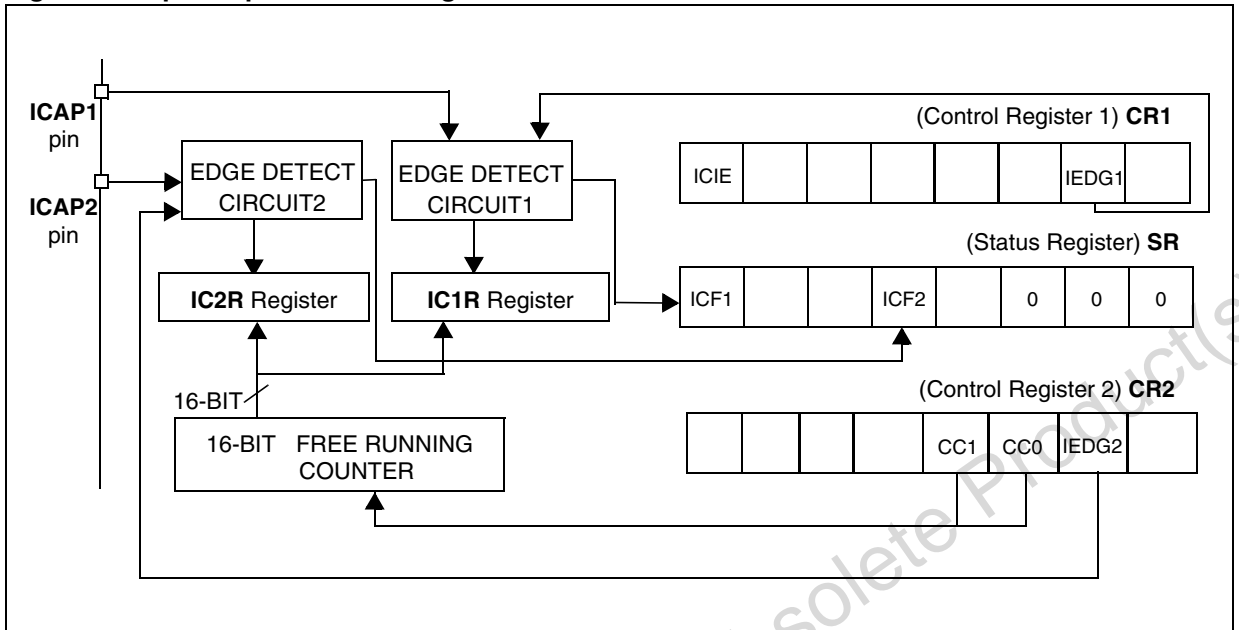 ICAP1
pin
ICAP2
pin
EDGE DETECT
CIRCUIT2
EDGE DETECT
CIRCUIT1
IC2R Register
IC1R Register
16-BIT
16-BIT FREE RUNNING
COUNTER
(Control Register 1) CR1
ICIE
IEDG1
(Status Register) SR
ICF1
ICF2
0
0
0
(Control Register 2) CR2
CC1
CC0
IEDG2